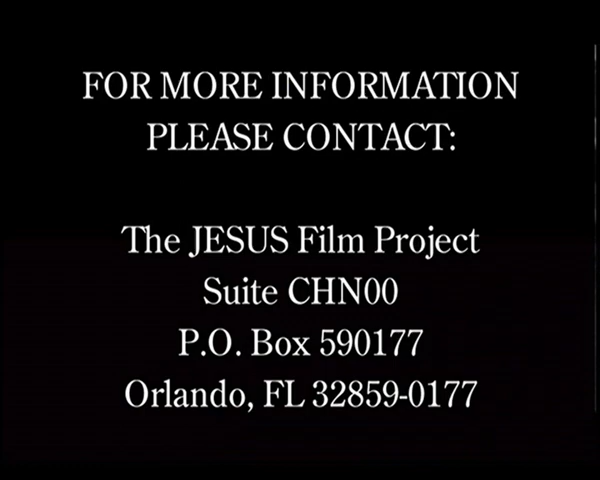 FOR MORE INFORMATION
PLEASE CONTACT:
The JESUS Film Project
Suite CHN00
P.O. Box 590177
Orlando, FL 32859-0177